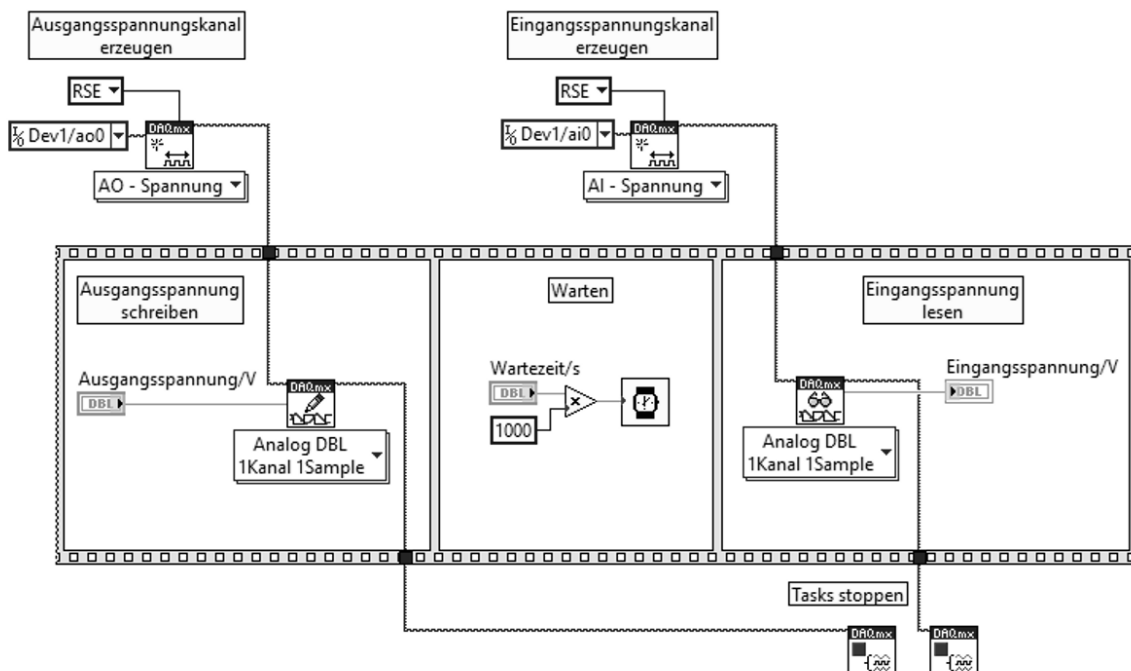 Ausgangsspannungskanal
erzeugen
RSE
Dev1/ao0
DAQmx
AO - Spannung
Eingangsspannungskanal
erzeugen
RSE
Dev1/ai0
DAQmx
AI - Spannung
Ausgangsspannung
schreiben
Ausgangsspannung/V
DBL
DAQmx
Analog DBL
1Kanal 1Sample
Warten
Wartezeit/s
DBL
1000
x
Eingangsspannung
lesen
DAQmx
Eingangsspannung/V
DBL
Analog DBL
1Kanal 1Sample
Tasks stoppen
DAQmx
DAQmx